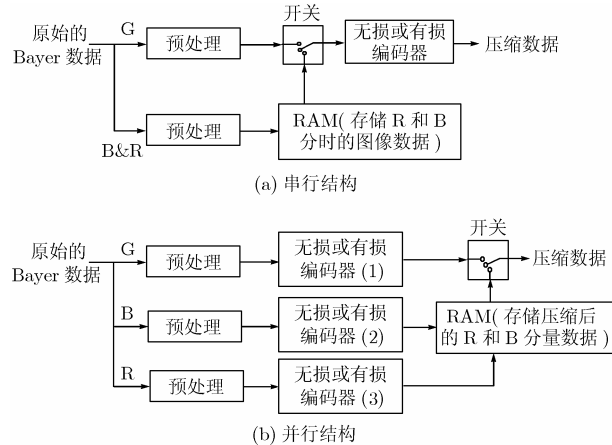 开关
原始的
Bayer 数据
G
预处理
无损或有损
编码器
压缩数据
B&R
预处理
RAM( 存储 R 和 B
分时的图像数据 )
(a) 串行结构
开关
原始的
Bayer 数据
G
预处理
无损或有损
编码器 (1)
压缩数据
B
预处理
无损或有损
编码器 (2)
RAM( 存储压缩后
的 R 和 B 分量数据 )
R
预处理
无损或有损
编码器 (3)
(b) 并行结构